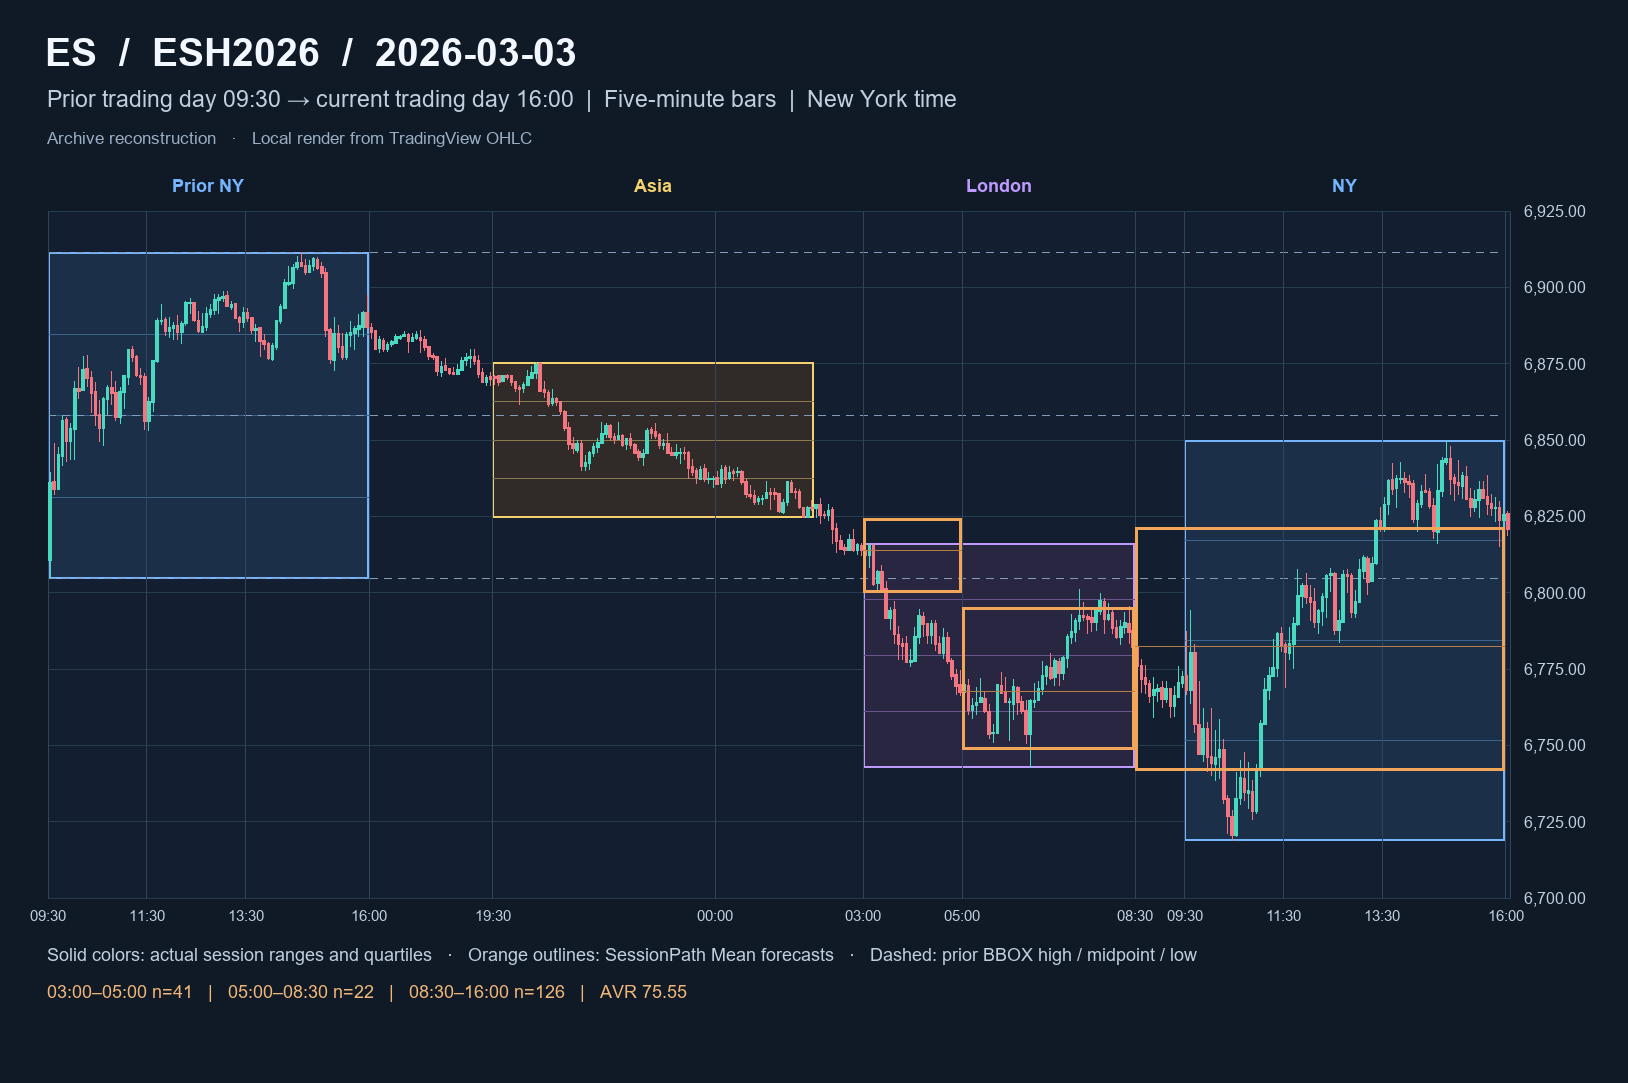 ES / ESH2026 / 2026-03-03
Prior trading day 09:30 → current trading day 16:00 | Five-minute bars | New York time
Archive reconstruction · Local render from TradingView OHLC
Prior NY Asia London NY
6,925.00
6,900.00
6,875.00
6,850.00
6,825.00
6,800.00
6,775.00
6,750.00
6,725.00
6,700.00
09:30 11:30 13:30 16:00 19:30 00:00 03:00 05:00 08:30 09:30 11:30 13:30 16:00
Solid colors: actual session ranges and quartiles · Orange outlines: SessionPath Mean forecasts · Dashed: prior BBOX high / midpoint / low
03:00–05:00 n=41 | 05:00–08:30 n=22 | 08:30–16:00 n=126 | AVR 75.55